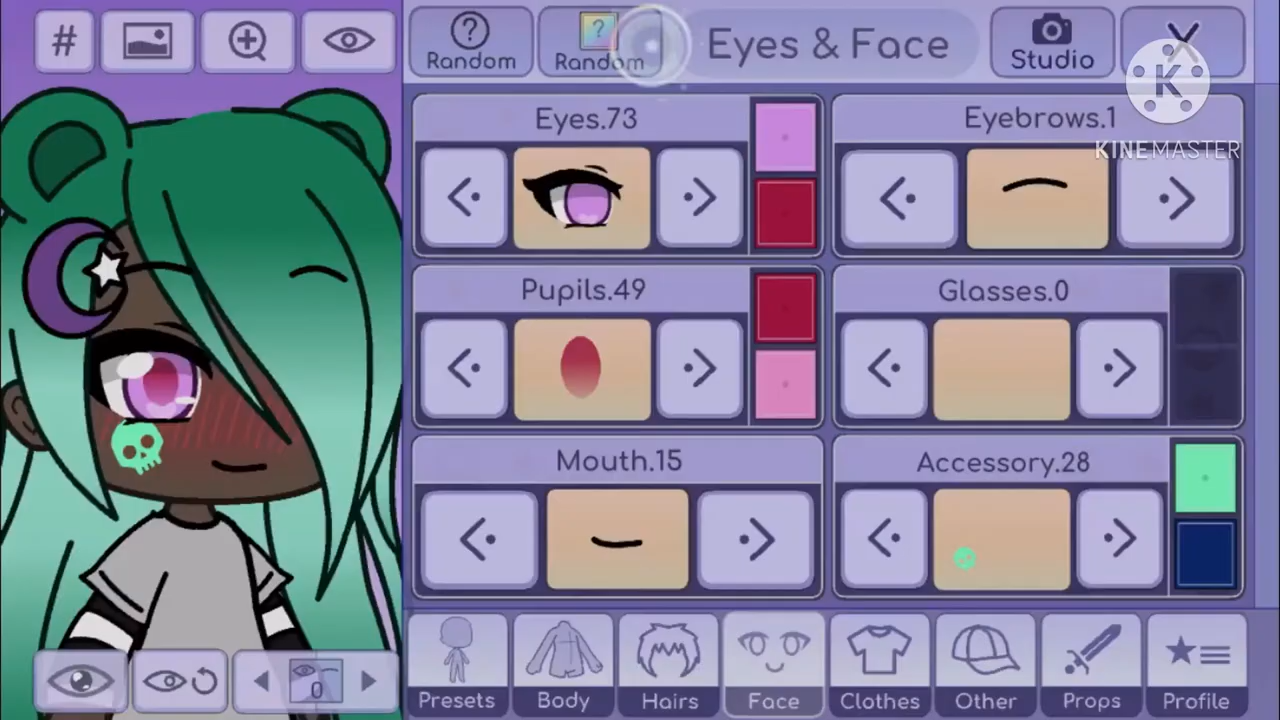 #
? Random
? Random
Eyes & Face
Studio
K
KINEMASTER
Eyes.73
Eyebrows.1
Pupils.49
Glasses.0
Mouth.15
Accessory.28
0
Presets
Body
Hairs
Face
Clothes
Other
Props
Profile